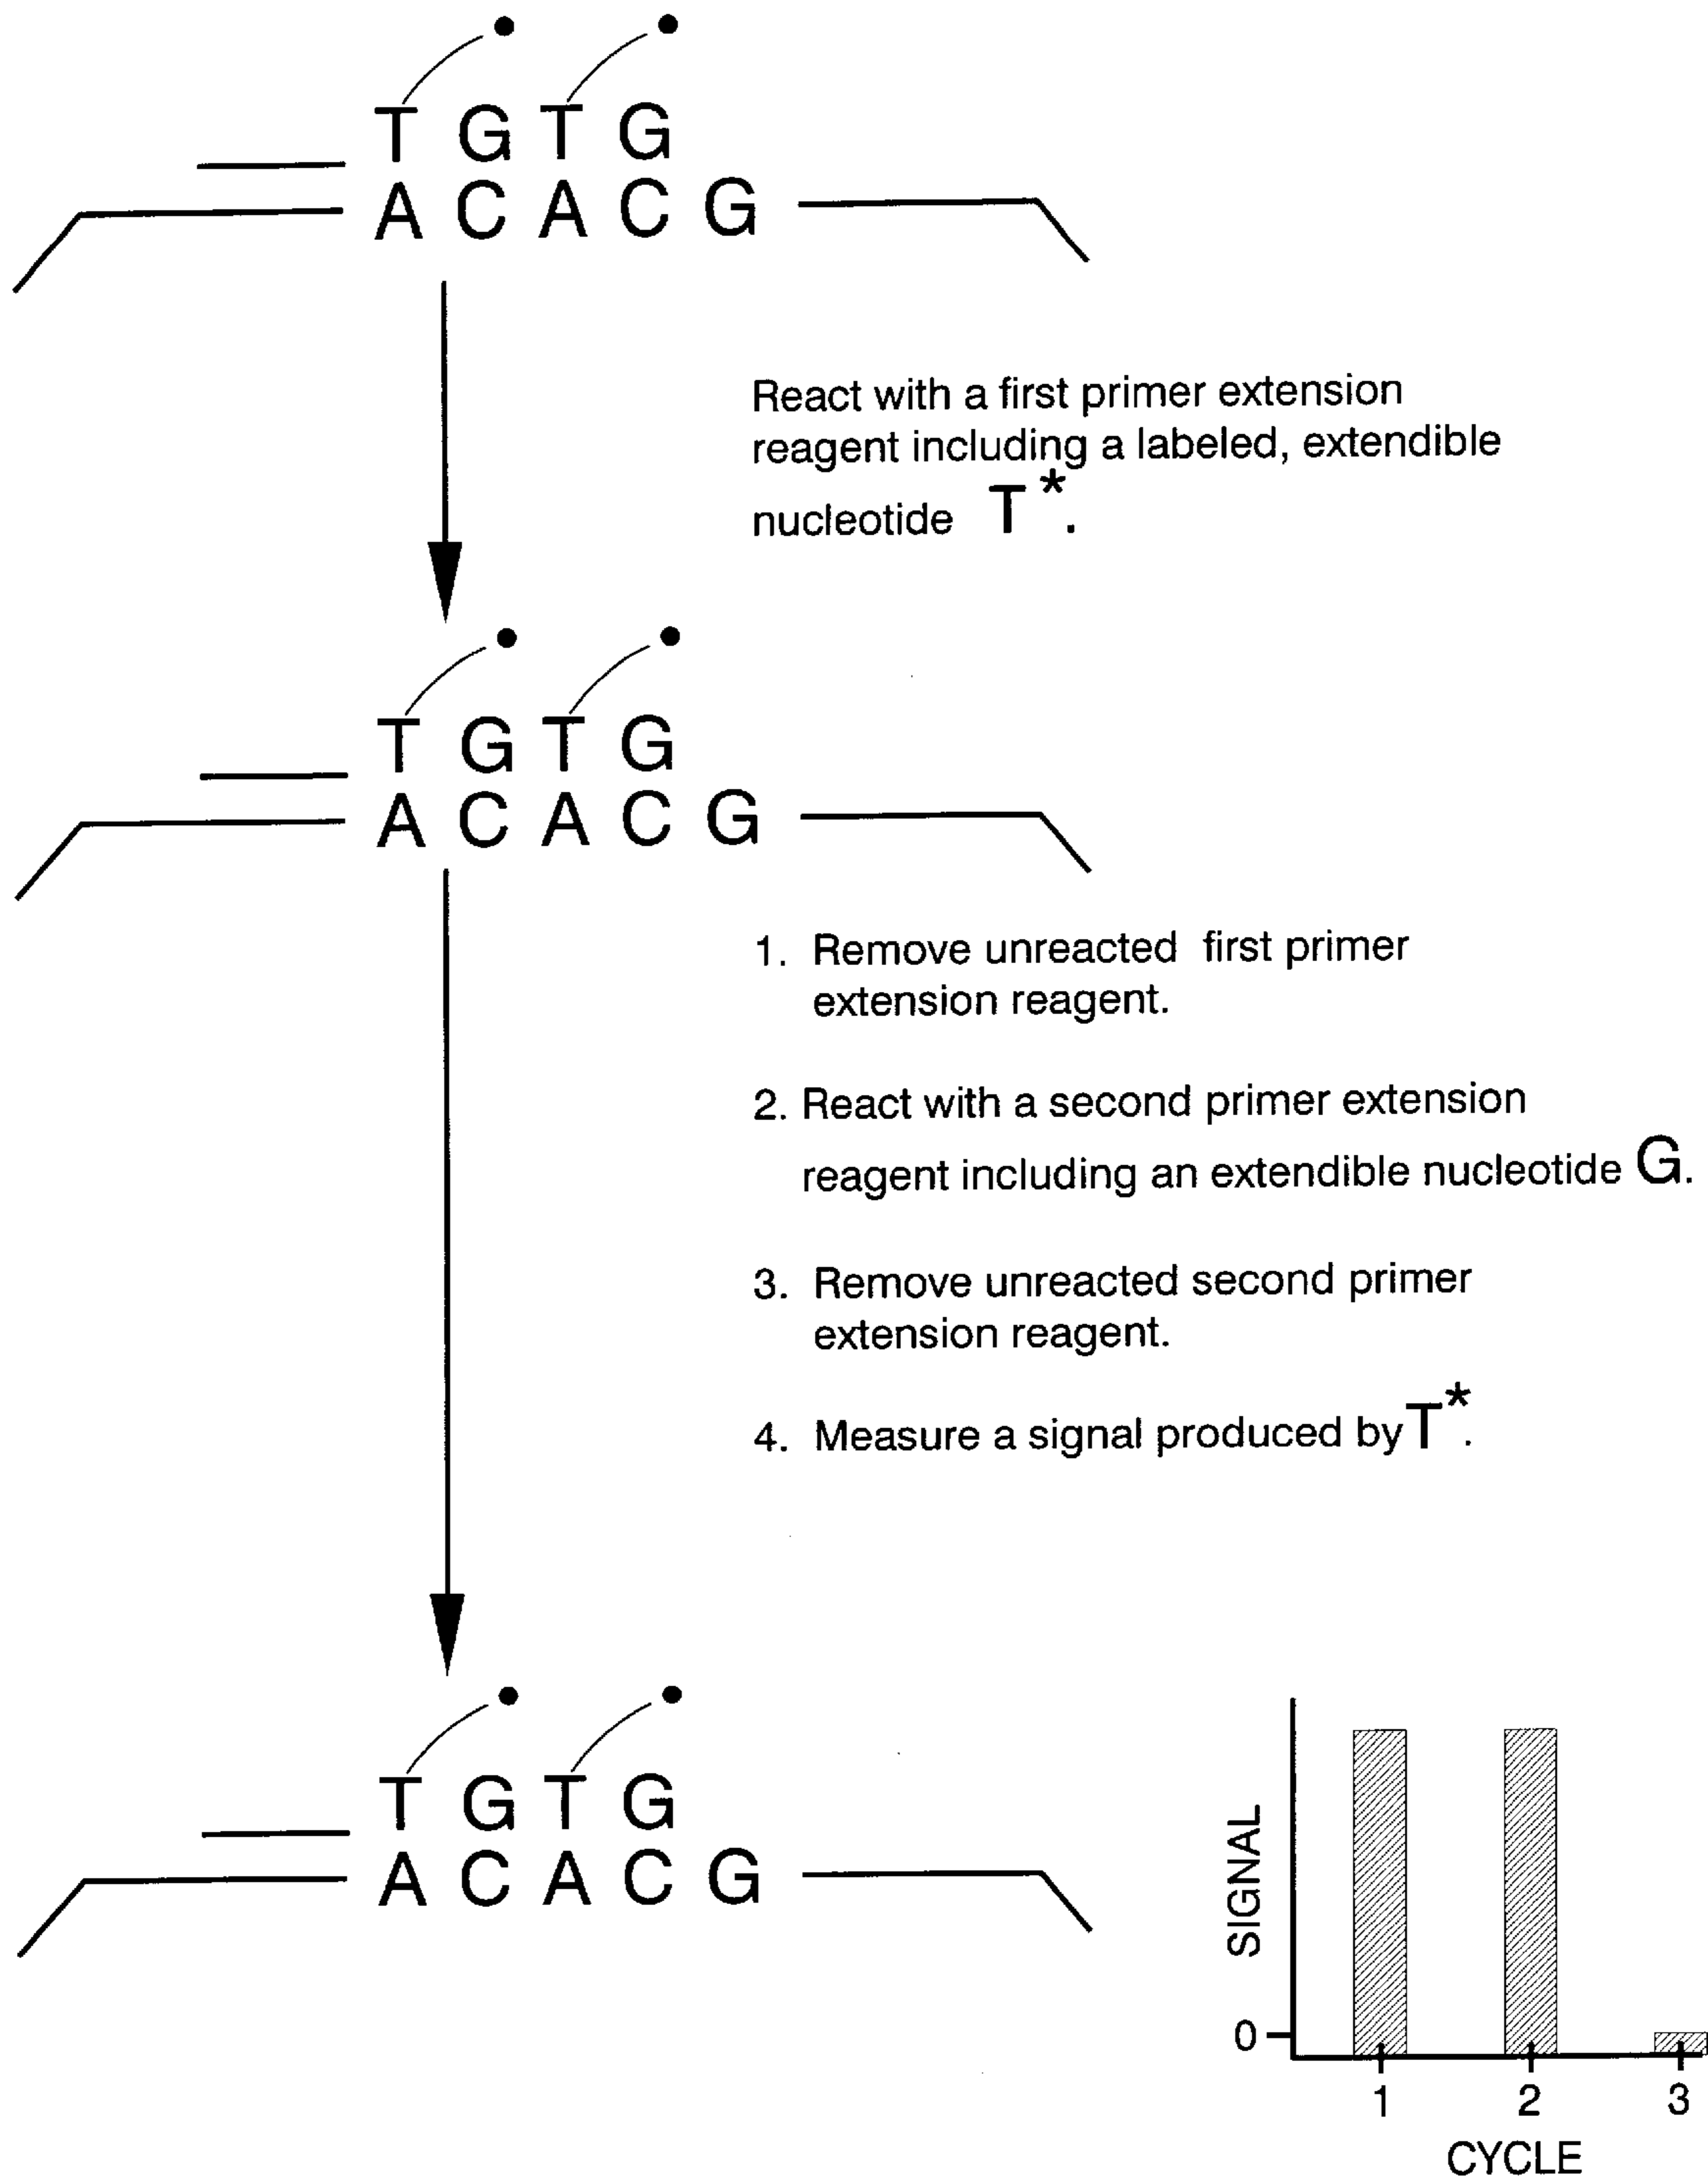 T G T G
A C A C G
React with a first primer extension
reagent including a labeled, extendible
nucleotide T*.
T G T G
A C A C G
1. Remove unreacted first primer
extension reagent.
2. React with a second primer extension
reagent including an extendible nucleotide G.
3. Remove unreacted second primer
extension reagent.
4. Measure a signal produced by T*.
T G T G
A C A C G
SIGNAL
0
1 2 3
CYCLE